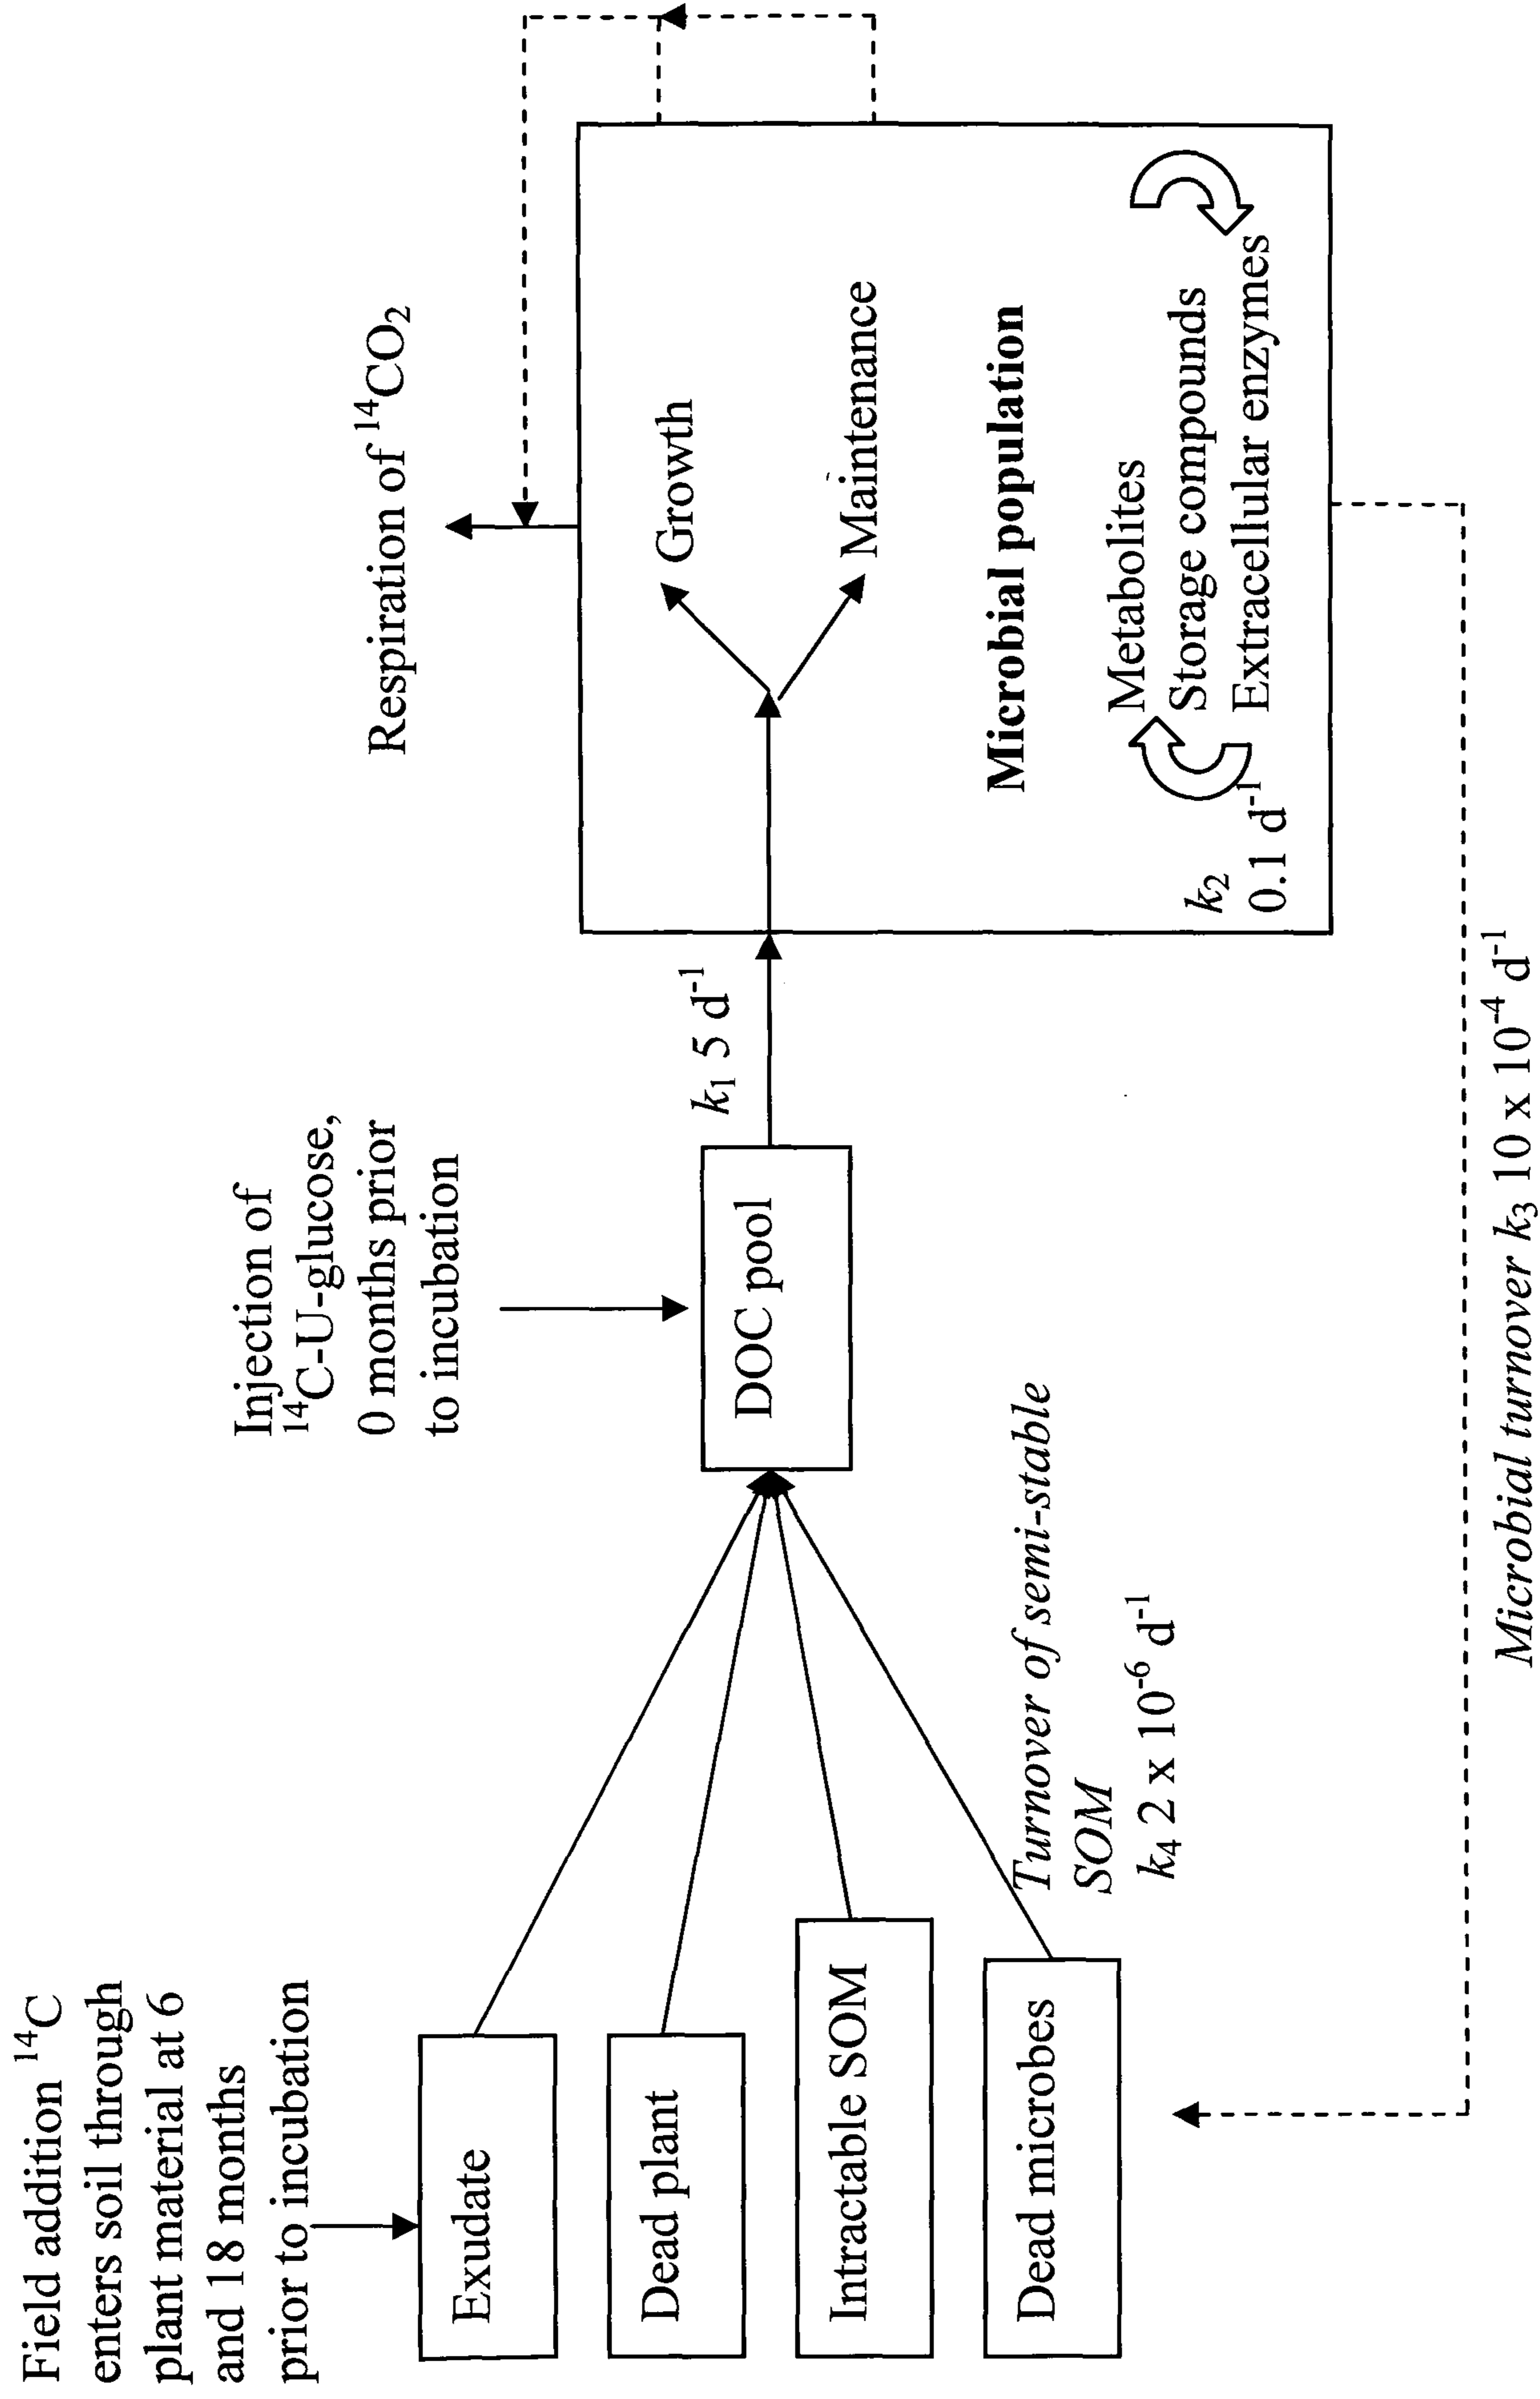 Field addition ¹⁴C
enters soil through
plant material at 6
and 18 months
prior to incubation
Exudate
Dead plant
Intractable SOM
Dead microbes
Turnover of semi-stable
SOM
k₄ 2 x 10⁻⁶ d⁻¹
Injection of
¹⁴C-U-glucose,
0 months prior
to incubation
DOC pool
k₁ 5 d⁻¹
Respiration of ¹⁴CO₂
Growth
Maintenance
Microbial population
Metabolites
Storage compounds
Extracellular enzymes
k₂
0.1 d⁻¹
Microbial turnover k₃ 10 x 10⁻⁴ d⁻¹